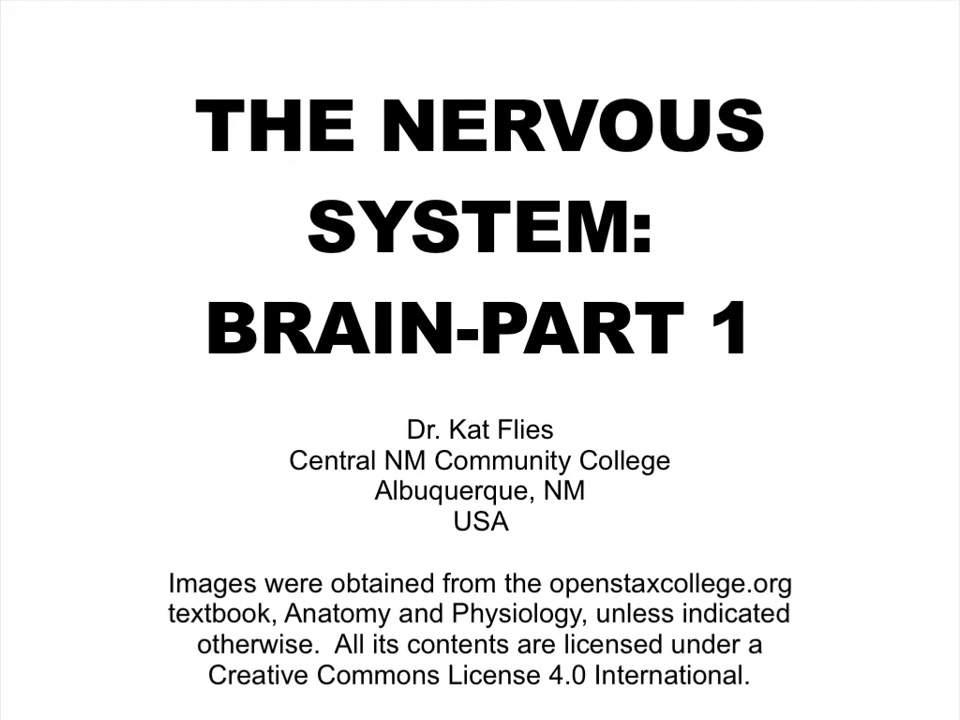 THE NERVOUS
SYSTEM:
BRAIN-PART 1
Dr. Kat Flies
Central NM Community College
Albuquerque, NM
USA
Images were obtained from the openstaxcollege.org
textbook, Anatomy and Physiology, unless indicated
otherwise.  All its contents are licensed under a
Creative Commons License 4.0 International.